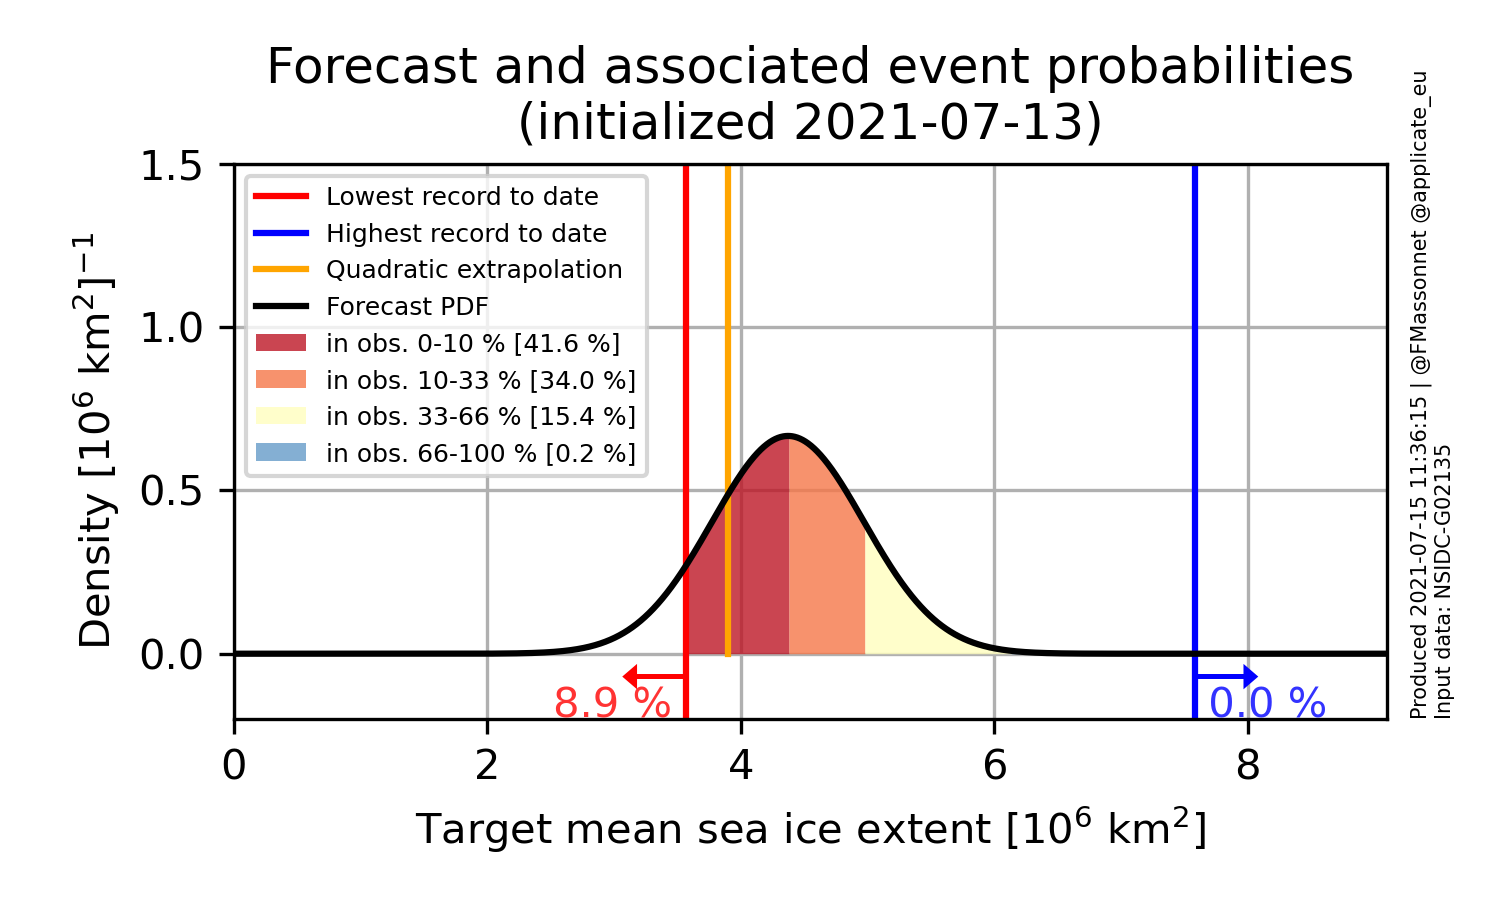 Forecast and associated event probabilities
(initialized 2021-07-13)
1.5
1.0
0.5
0.0
Density [10⁶ km²]⁻¹
Lowest record to date
Highest record to date
Quadratic extrapolation
Forecast PDF
in obs. 0-10 % [41.6 %]
in obs. 10-33 % [34.0 %]
in obs. 33-66 % [15.4 %]
in obs. 66-100 % [0.2 %]
8.9 %
0.0 %
0 2 4 6 8
Target mean sea ice extent [10⁶ km²]
Produced 2021-07-15 11:36:15 | @FMassonnet @applicate_eu
Input data: NSIDC-G02135